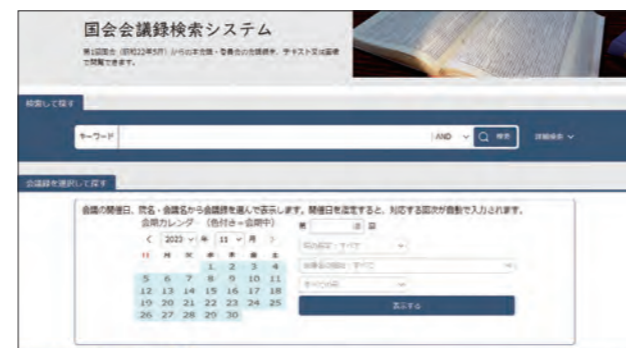 国会会議録検索システム
第1回国会（昭和22年5月）からの本会議・委員会の会議録を、テキスト又は画像
で閲覧できます。
検索して探す
キーワード AND 検索 詳細検索
会議録を選択して探す
会議の開催日、院名・会議名から会議録を選んで表示します。開催日を選択すると、対応する回次が自動で入力されます。
会期カレンダー （色付き＝会期中） 第 回
< 2023 年 11 月 >
日 月 火 水 木 金 土
1 2 3 4
5 6 7 8 9 10 11
12 13 14 15 16 17 18
19 20 21 22 23 24 25
26 27 28 29 30
表示する